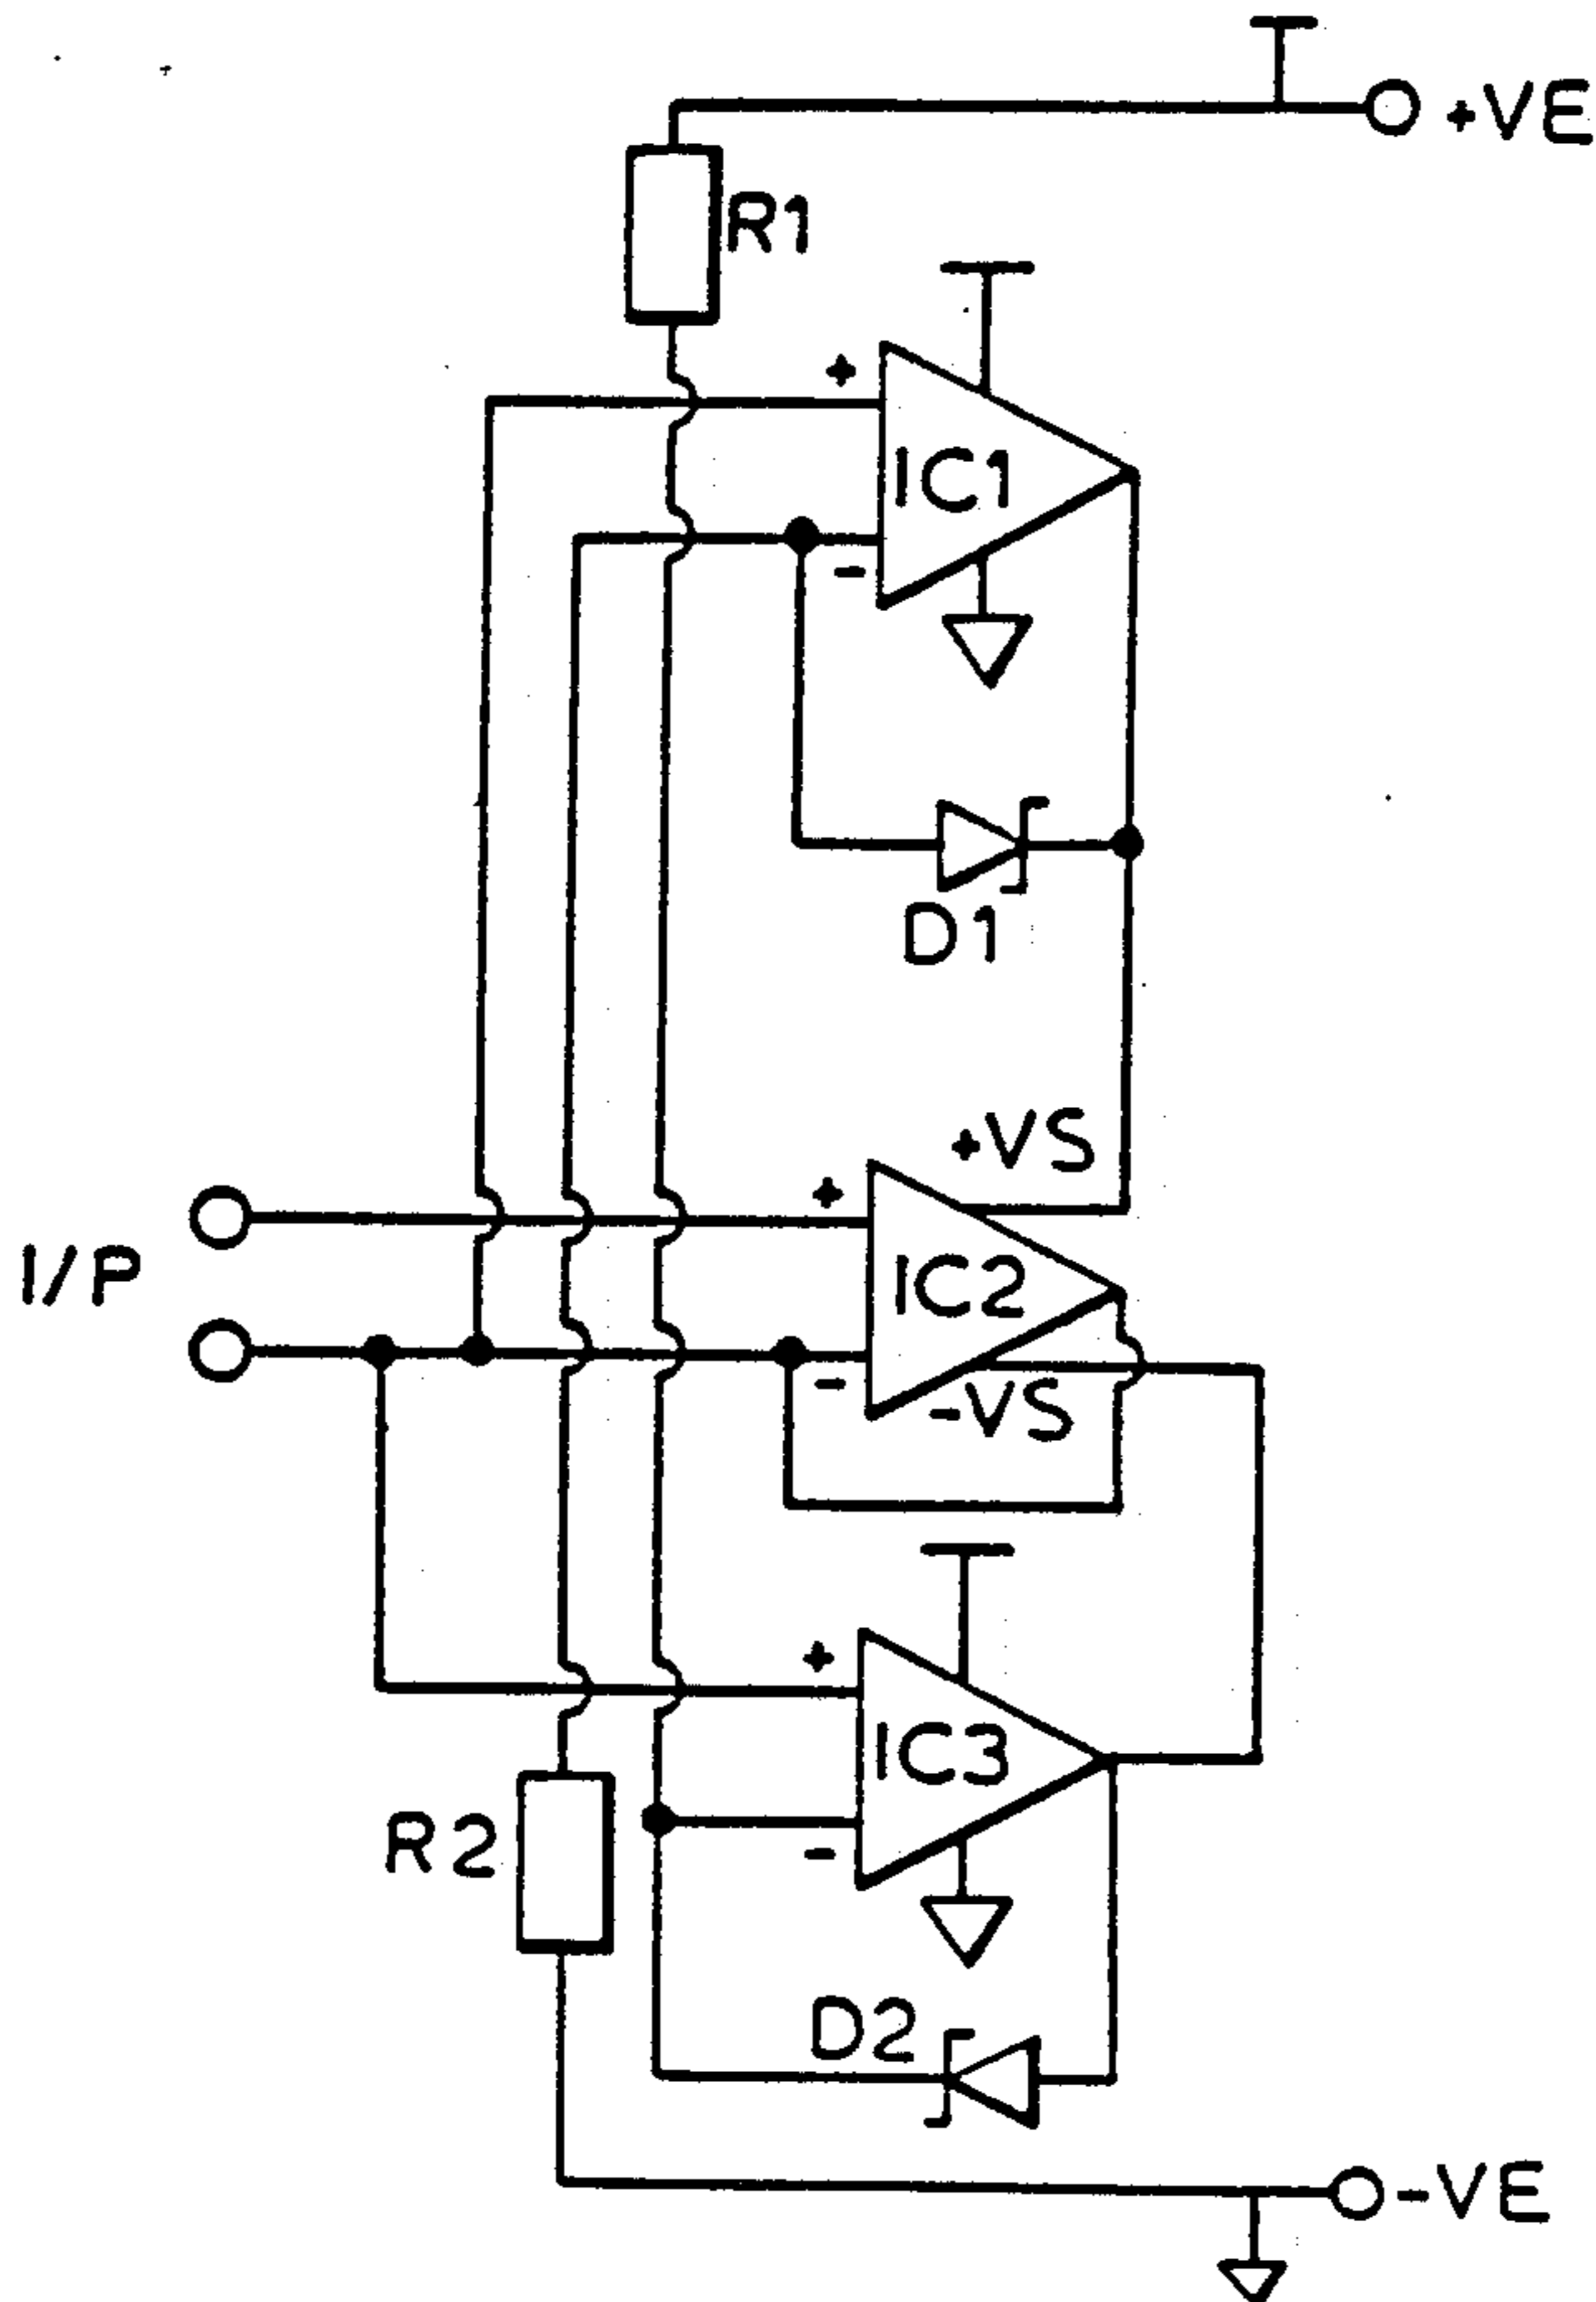 +VE
R1
+
IC1
-
D1
+VS
+
I/P
IC2
-
-VS
+
IC3
R2
-
D2
-VE